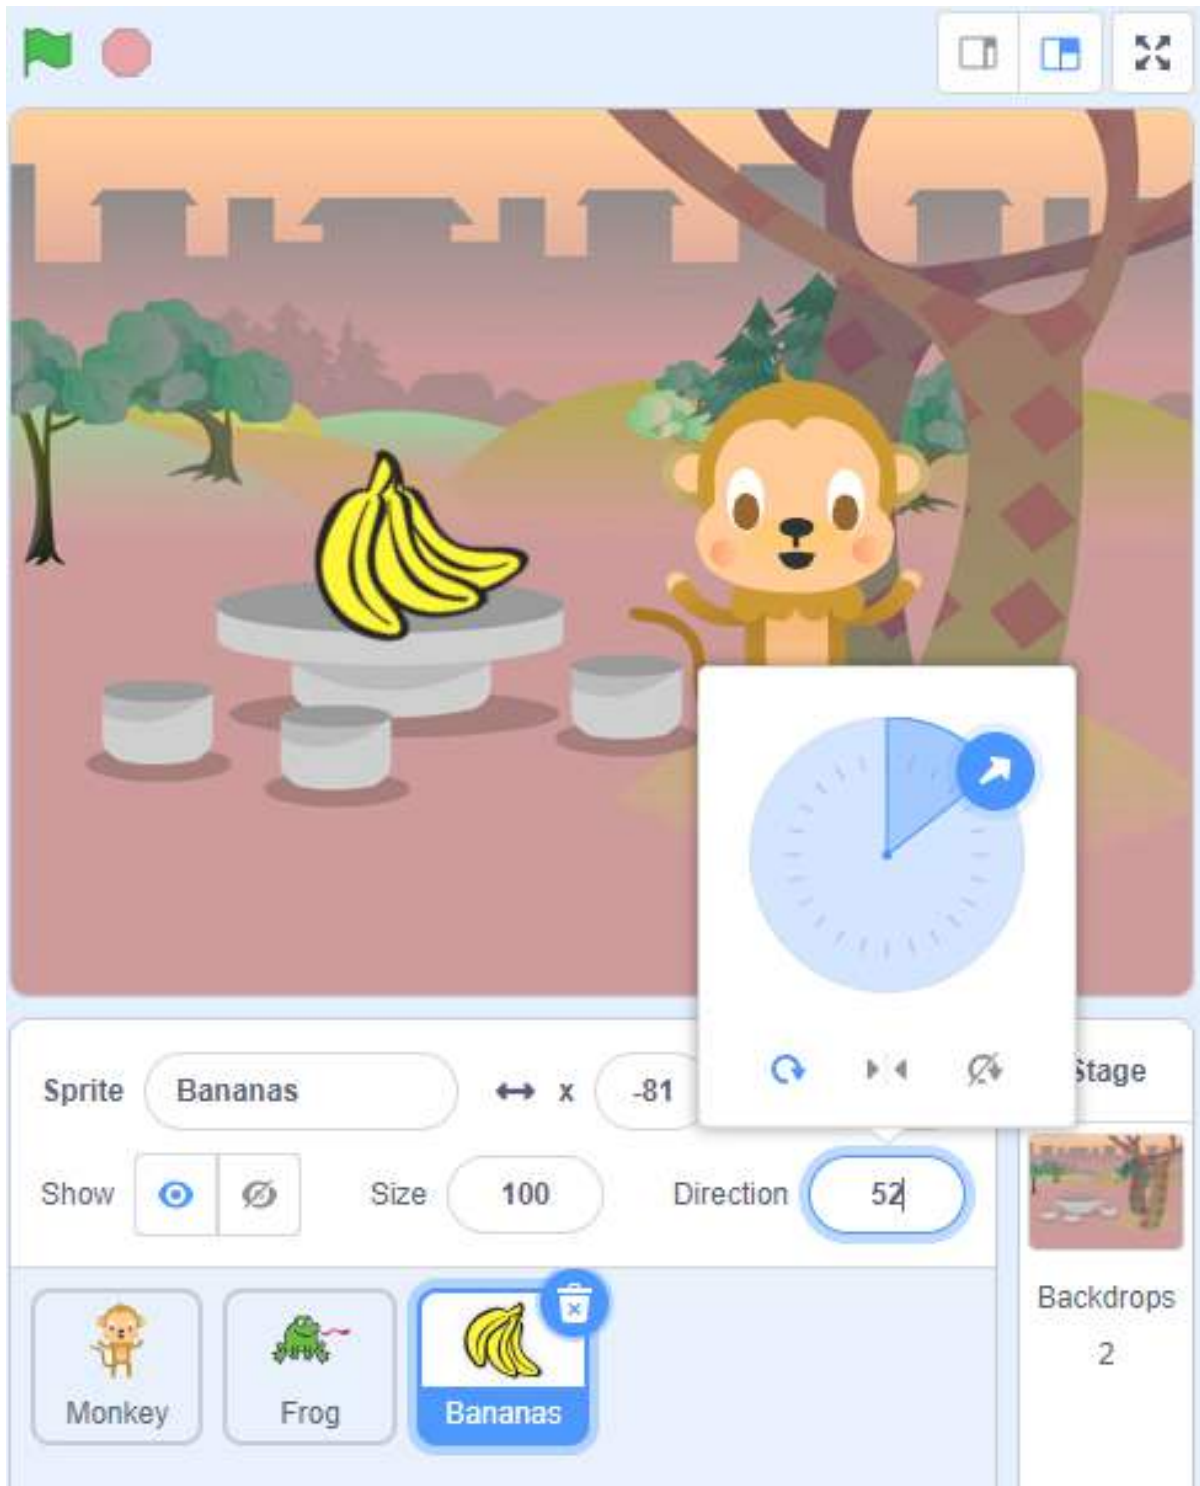 Sprite Bananas x -81 Stage
Show Size 100 Direction 52
Monkey Frog Bananas
Backdrops
2